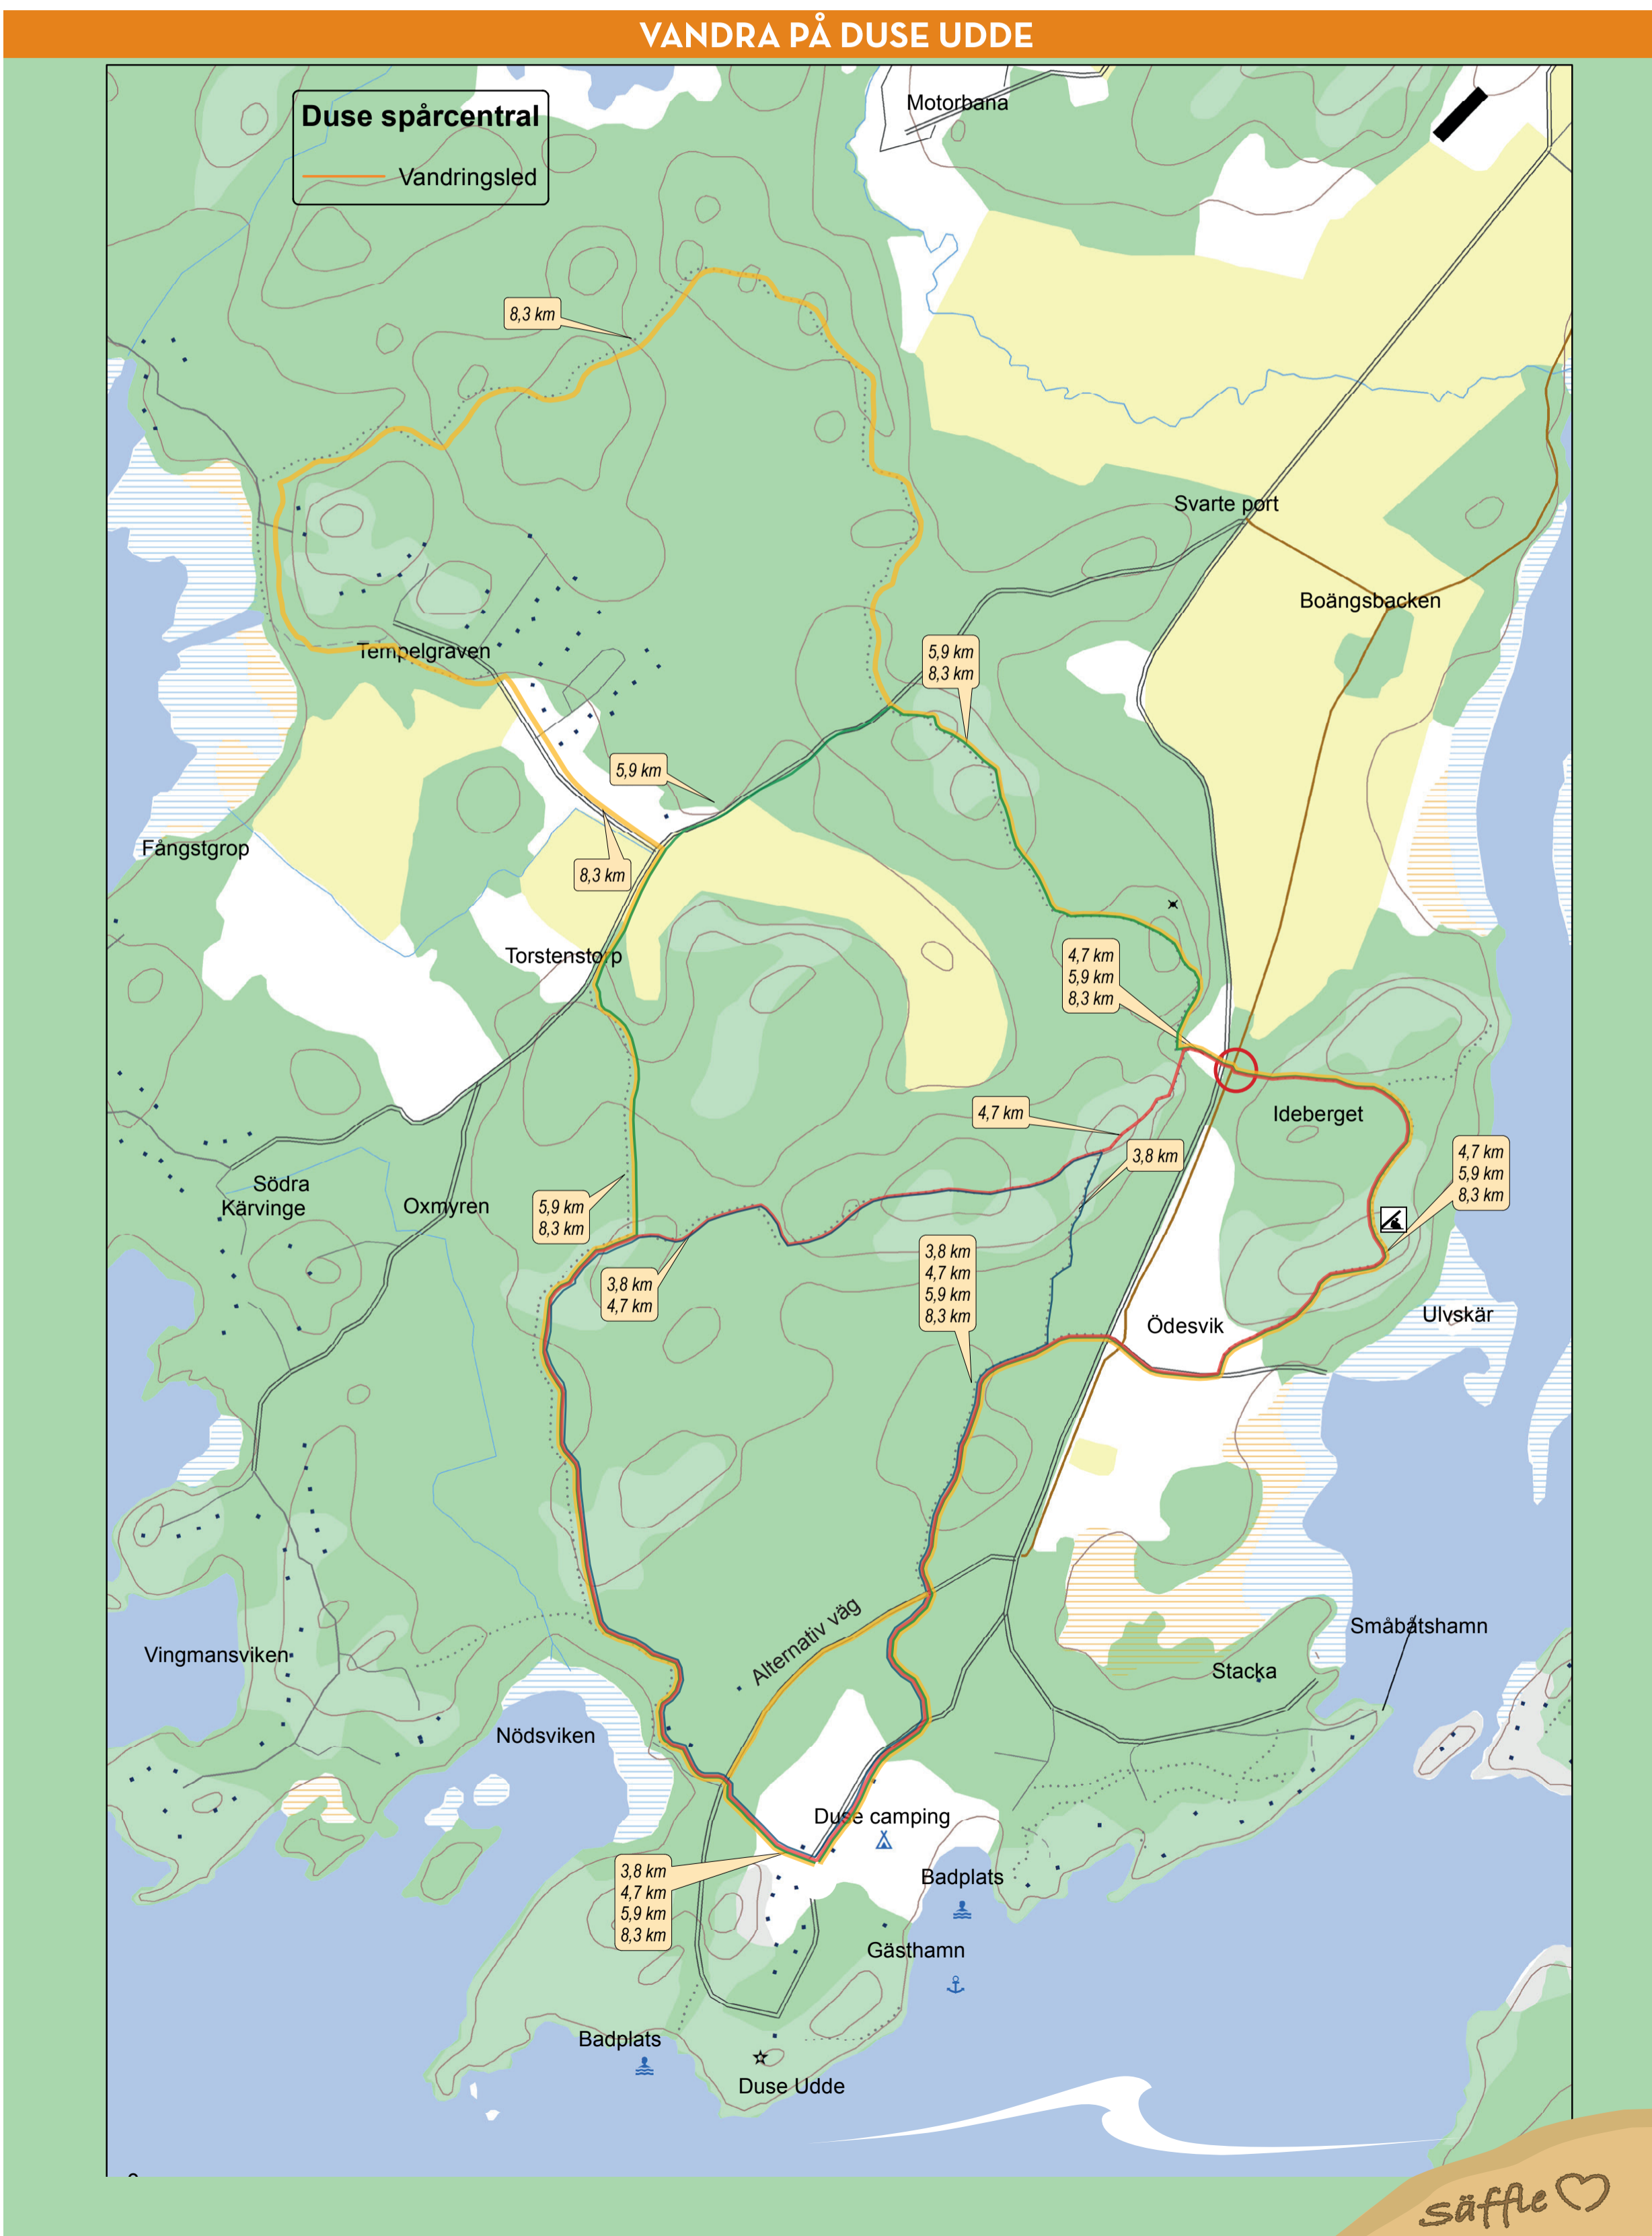 VANDRA PÅ DUSE UDDE
Duse spårcentral
Vandringsled
Motorbana
8,3 km
Svarte port
Boängsbacken
Tempelgraven
5,9 km
8,3 km
5,9 km
Fångstgrop
8,3 km
Torstenstorp
4,7 km
5,9 km
8,3 km
4,7 km
Ideberget
3,8 km
4,7 km
5,9 km
8,3 km
Södra
Kärvinge
Oxmyren
5,9 km
8,3 km
3,8 km
4,7 km
3,8 km
4,7 km
5,9 km
8,3 km
Ödesvik
Ulvskär
Alternativ väg
Småbåtshamn
Vingmansviken
Stacka
Nödsviken
Duse camping
3,8 km
4,7 km
5,9 km
8,3 km
Badplats
Gästhamn
Badplats
Duse Udde
säffle